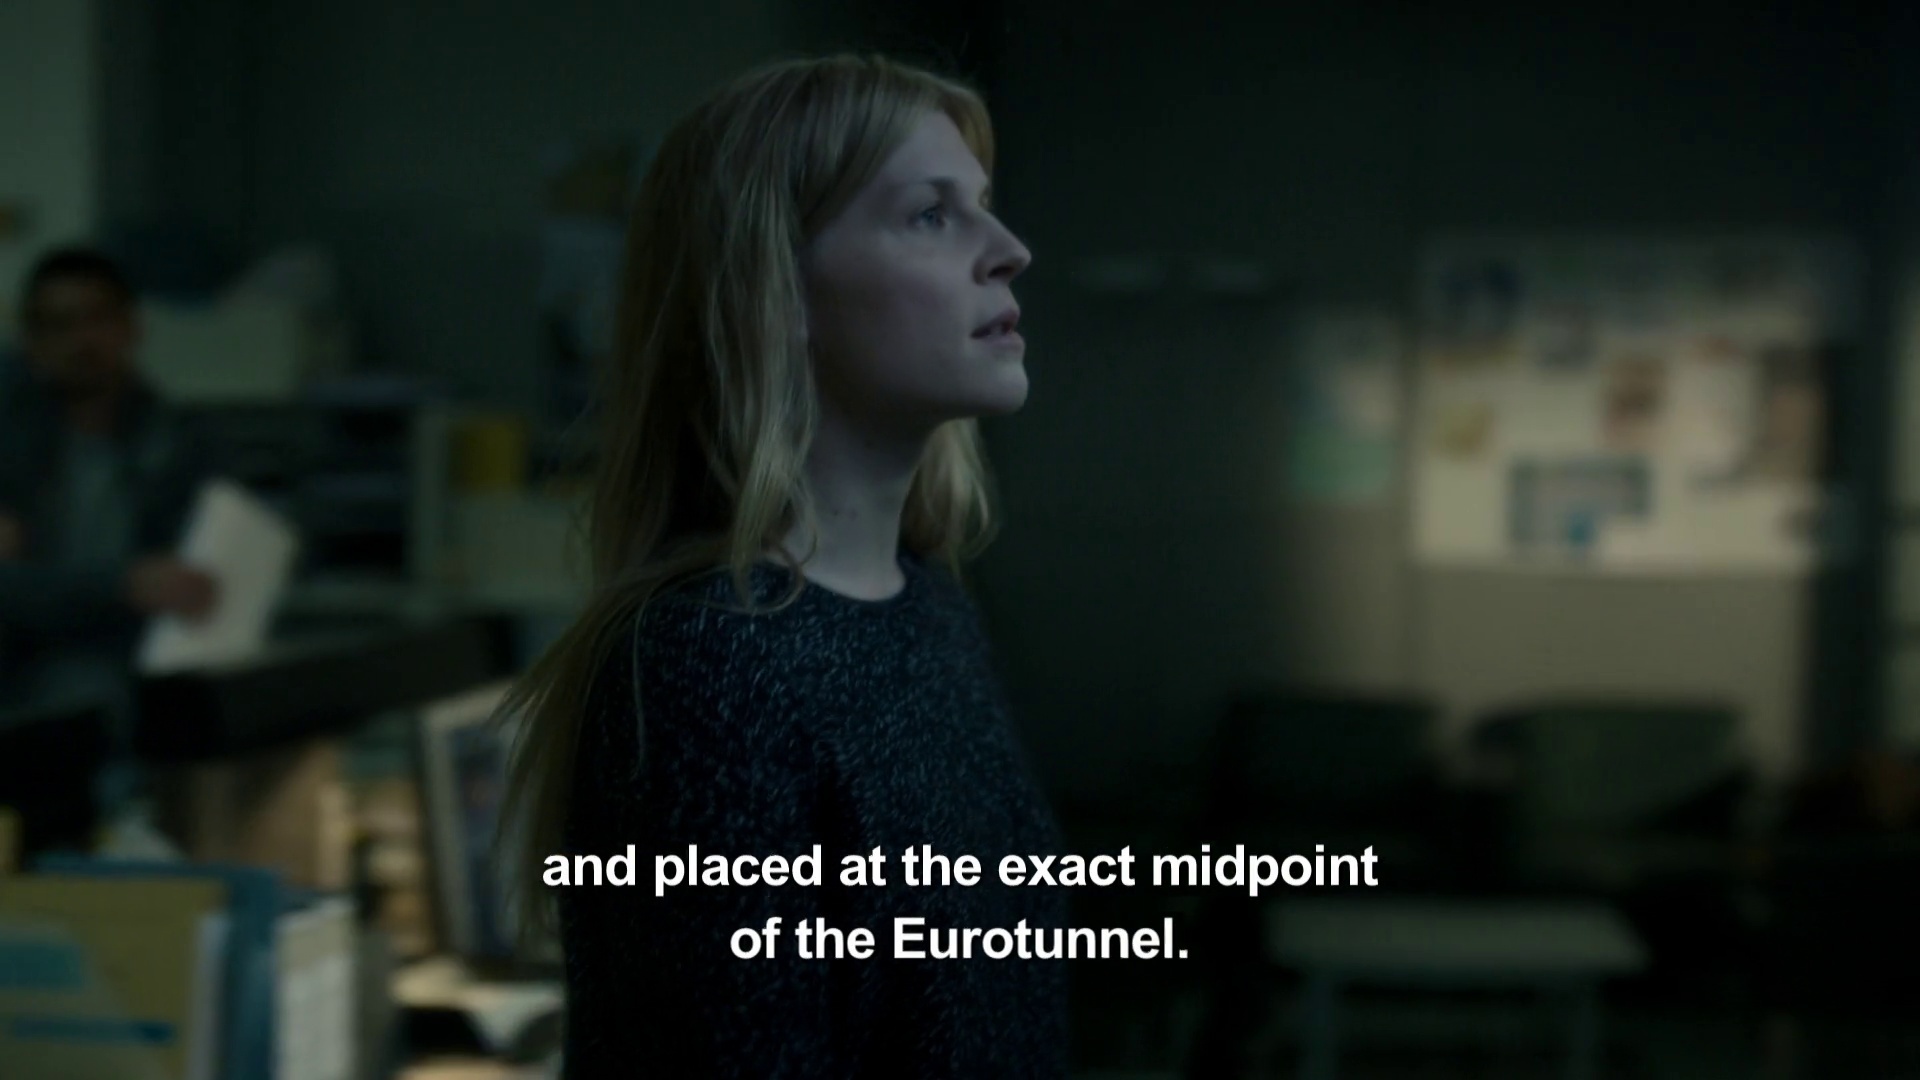 and placed at the exact midpoint
of the Eurotunnel.